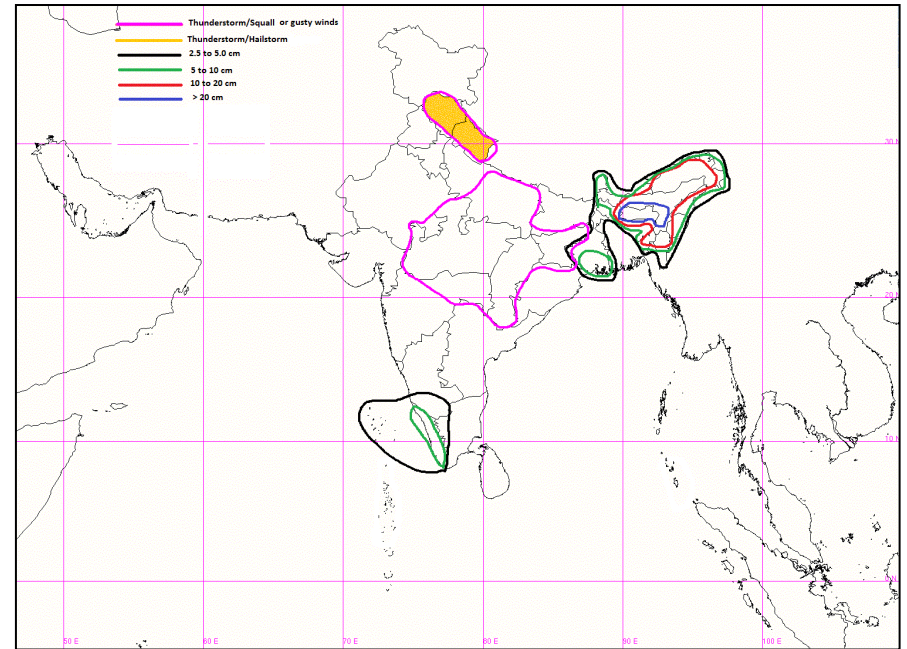 Thunderstorm/Squall or gusty winds
Thunderstorm/Hailstorm
2.5 to 5.0 cm
5 to 10 cm
10 to 20 cm
> 20 cm
30 N
20 N
10 N
0 N
50 E
60 E
70 E
80 E
90 E
100 E